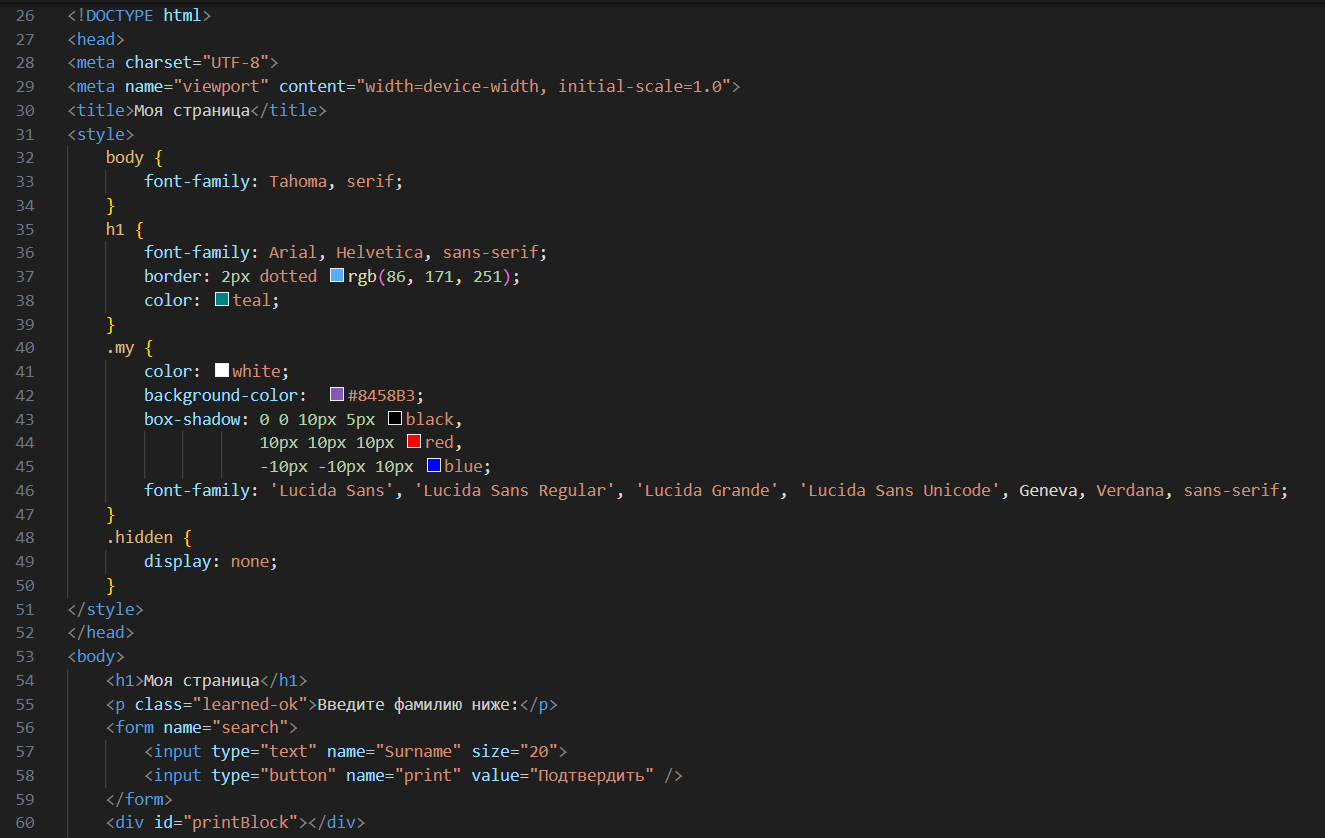 26 <!DOCTYPE html>
27 <head>
28 <meta charset="UTF-8">
29 <meta name="viewport" content="width=device-width, initial-scale=1.0">
30 <title>Моя страница</title>
31 <style>
32 body {
33 font-family: Tahoma, serif;
34 }
35 h1 {
36 font-family: Arial, Helvetica, sans-serif;
37 border: 2px dotted rgb(86, 171, 251);
38 color: teal;
39 }
40 .my {
41 color: white;
42 background-color: #8458B3;
43 box-shadow: 0 0 10px 5px black,
44 10px 10px 10px red,
45 -10px -10px 10px blue;
46 font-family: 'Lucida Sans', 'Lucida Sans Regular', 'Lucida Grande', 'Lucida Sans Unicode', Geneva, Verdana, sans-serif;
47 }
48 .hidden {
49 display: none;
50 }
51 </style>
52 </head>
53 <body>
54 <h1>Моя страница</h1>
55 <p class="learned-ok">Введите фамилию ниже:</p>
56 <form name="search">
57 <input type="text" name="Surname" size="20">
58 <input type="button" name="print" value="Подтвердить" />
59 </form>
60 <div id="printBlock"></div>